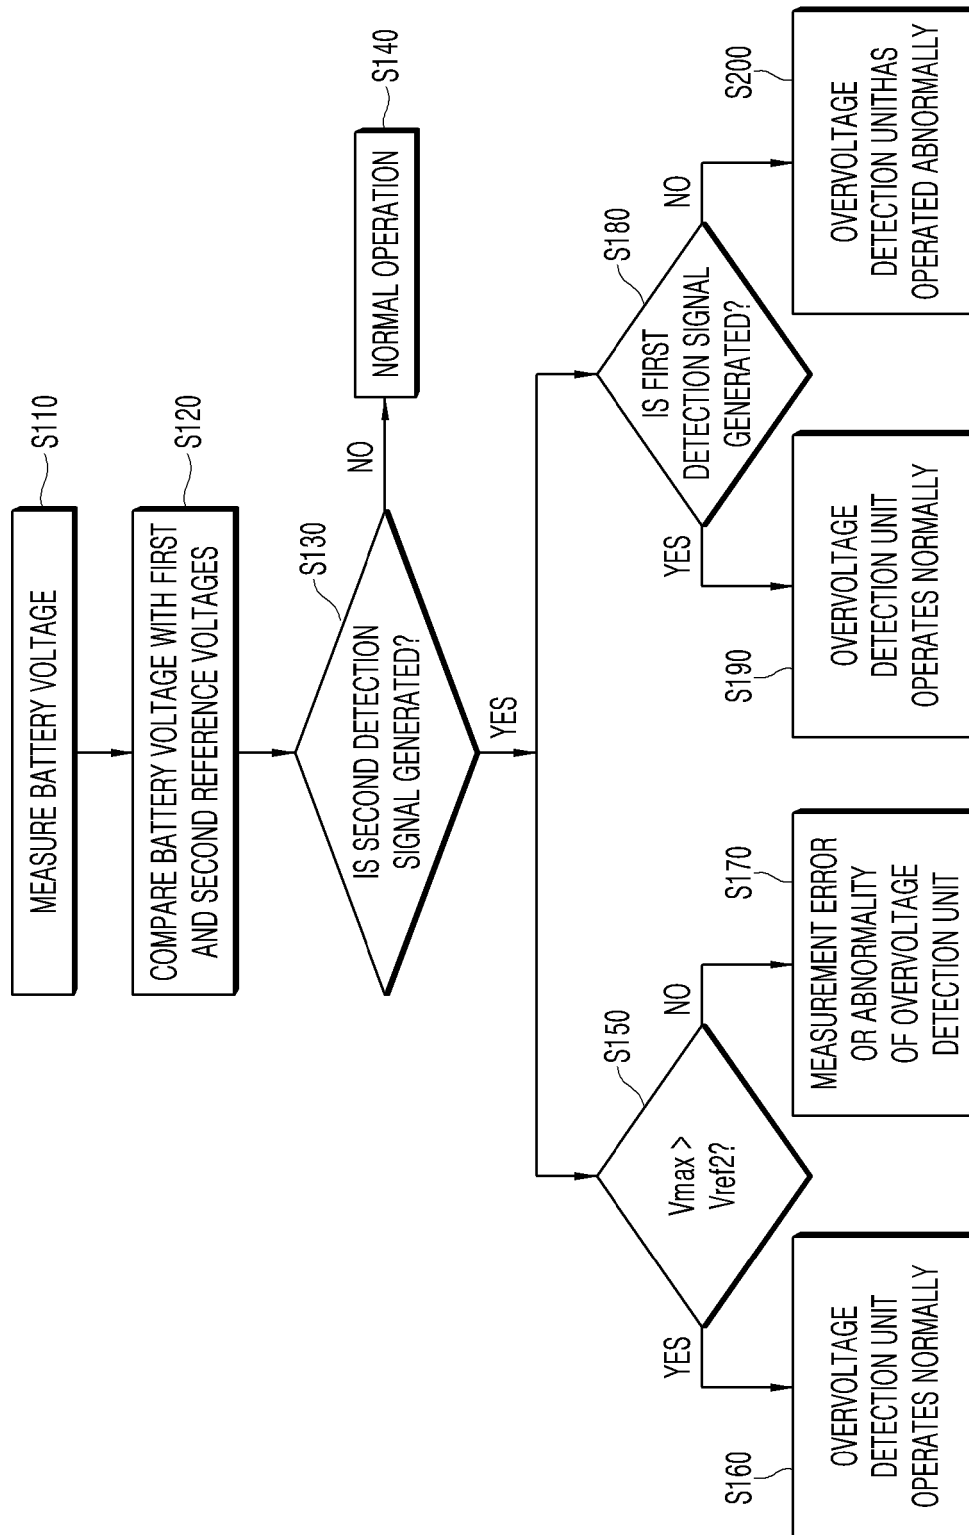 MEASURE BATTERY VOLTAGE
S110
COMPARE BATTERY VOLTAGE WITH FIRST
AND SECOND REFERENCE VOLTAGES
S120
IS SECOND DETECTION
SIGNAL GENERATED?
S130
NO
NORMAL OPERATION
S140
YES
Vmax >
Vref2?
S150
YES
NO
S160
OVERVOLTAGE
DETECTION UNIT
OPERATES NORMALLY
S170
MEASUREMENT ERROR
OR ABNORMALITY
OF OVERVOLTAGE
DETECTION UNIT
IS FIRST
DETECTION SIGNAL
GENERATED?
S180
YES
NO
S190
OVERVOLTAGE
DETECTION UNIT
OPERATES NORMALLY
S200
OVERVOLTAGE
DETECTION UNITHAS
OPERATED ABNORMALLY